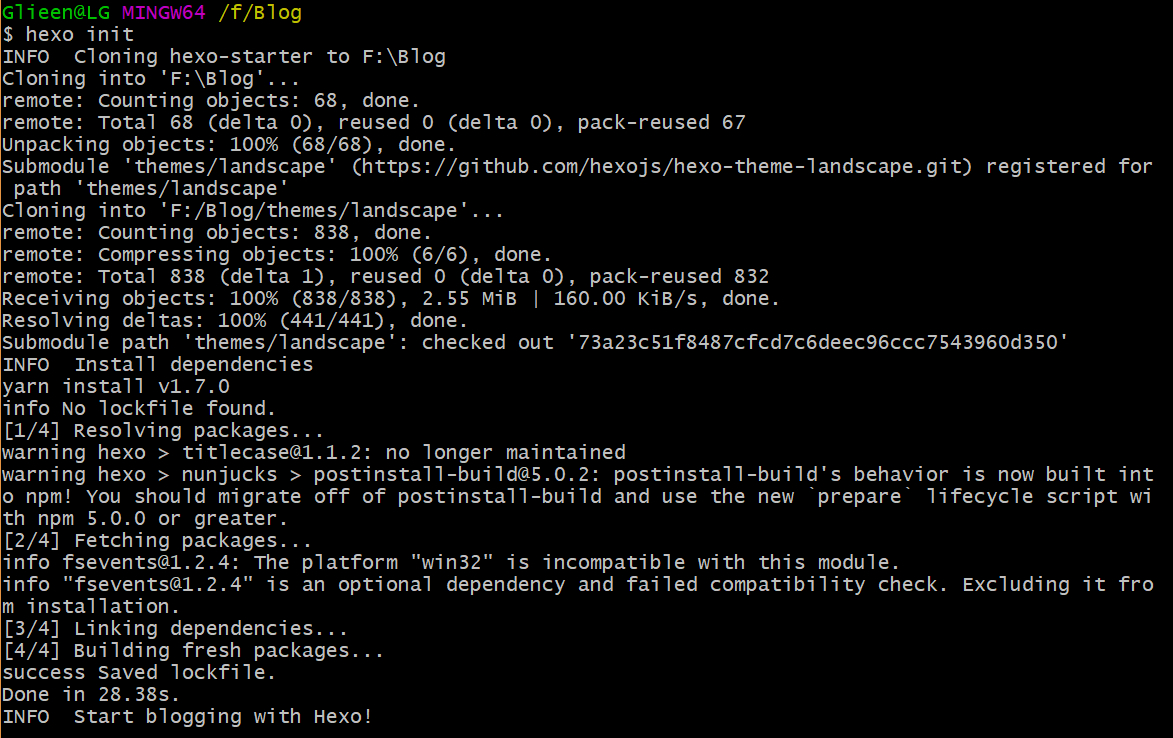 Glieen@LG MINGW64 /f/Blog
$ hexo init
INFO  Cloning hexo-starter to F:\Blog
Cloning into 'F:\Blog'...
remote: Counting objects: 68, done.
remote: Total 68 (delta 0), reused 0 (delta 0), pack-reused 67
Unpacking objects: 100% (68/68), done.
Submodule 'themes/landscape' (https://github.com/hexojs/hexo-theme-landscape.git) registered for
 path 'themes/landscape'
Cloning into 'F:/Blog/themes/landscape'...
remote: Counting objects: 838, done.
remote: Compressing objects: 100% (6/6), done.
remote: Total 838 (delta 1), reused 0 (delta 0), pack-reused 832
Receiving objects: 100% (838/838), 2.55 MiB | 160.00 KiB/s, done.
Resolving deltas: 100% (441/441), done.
Submodule path 'themes/landscape': checked out '73a23c51f8487cfcd7c6deec96ccc7543960d350'
INFO  Install dependencies
yarn install v1.7.0
info No lockfile found.
[1/4] Resolving packages...
warning hexo > titlecase@1.1.2: no longer maintained
warning hexo > nunjucks > postinstall-build@5.0.2: postinstall-build's behavior is now built int
o npm! You should migrate off of postinstall-build and use the new `prepare` lifecycle script wi
th npm 5.0.0 or greater.
[2/4] Fetching packages...
info fsevents@1.2.4: The platform "win32" is incompatible with this module.
info "fsevents@1.2.4" is an optional dependency and failed compatibility check. Excluding it fro
m installation.
[3/4] Linking dependencies...
[4/4] Building fresh packages...
success Saved lockfile.
Done in 28.38s.
INFO  Start blogging with Hexo!